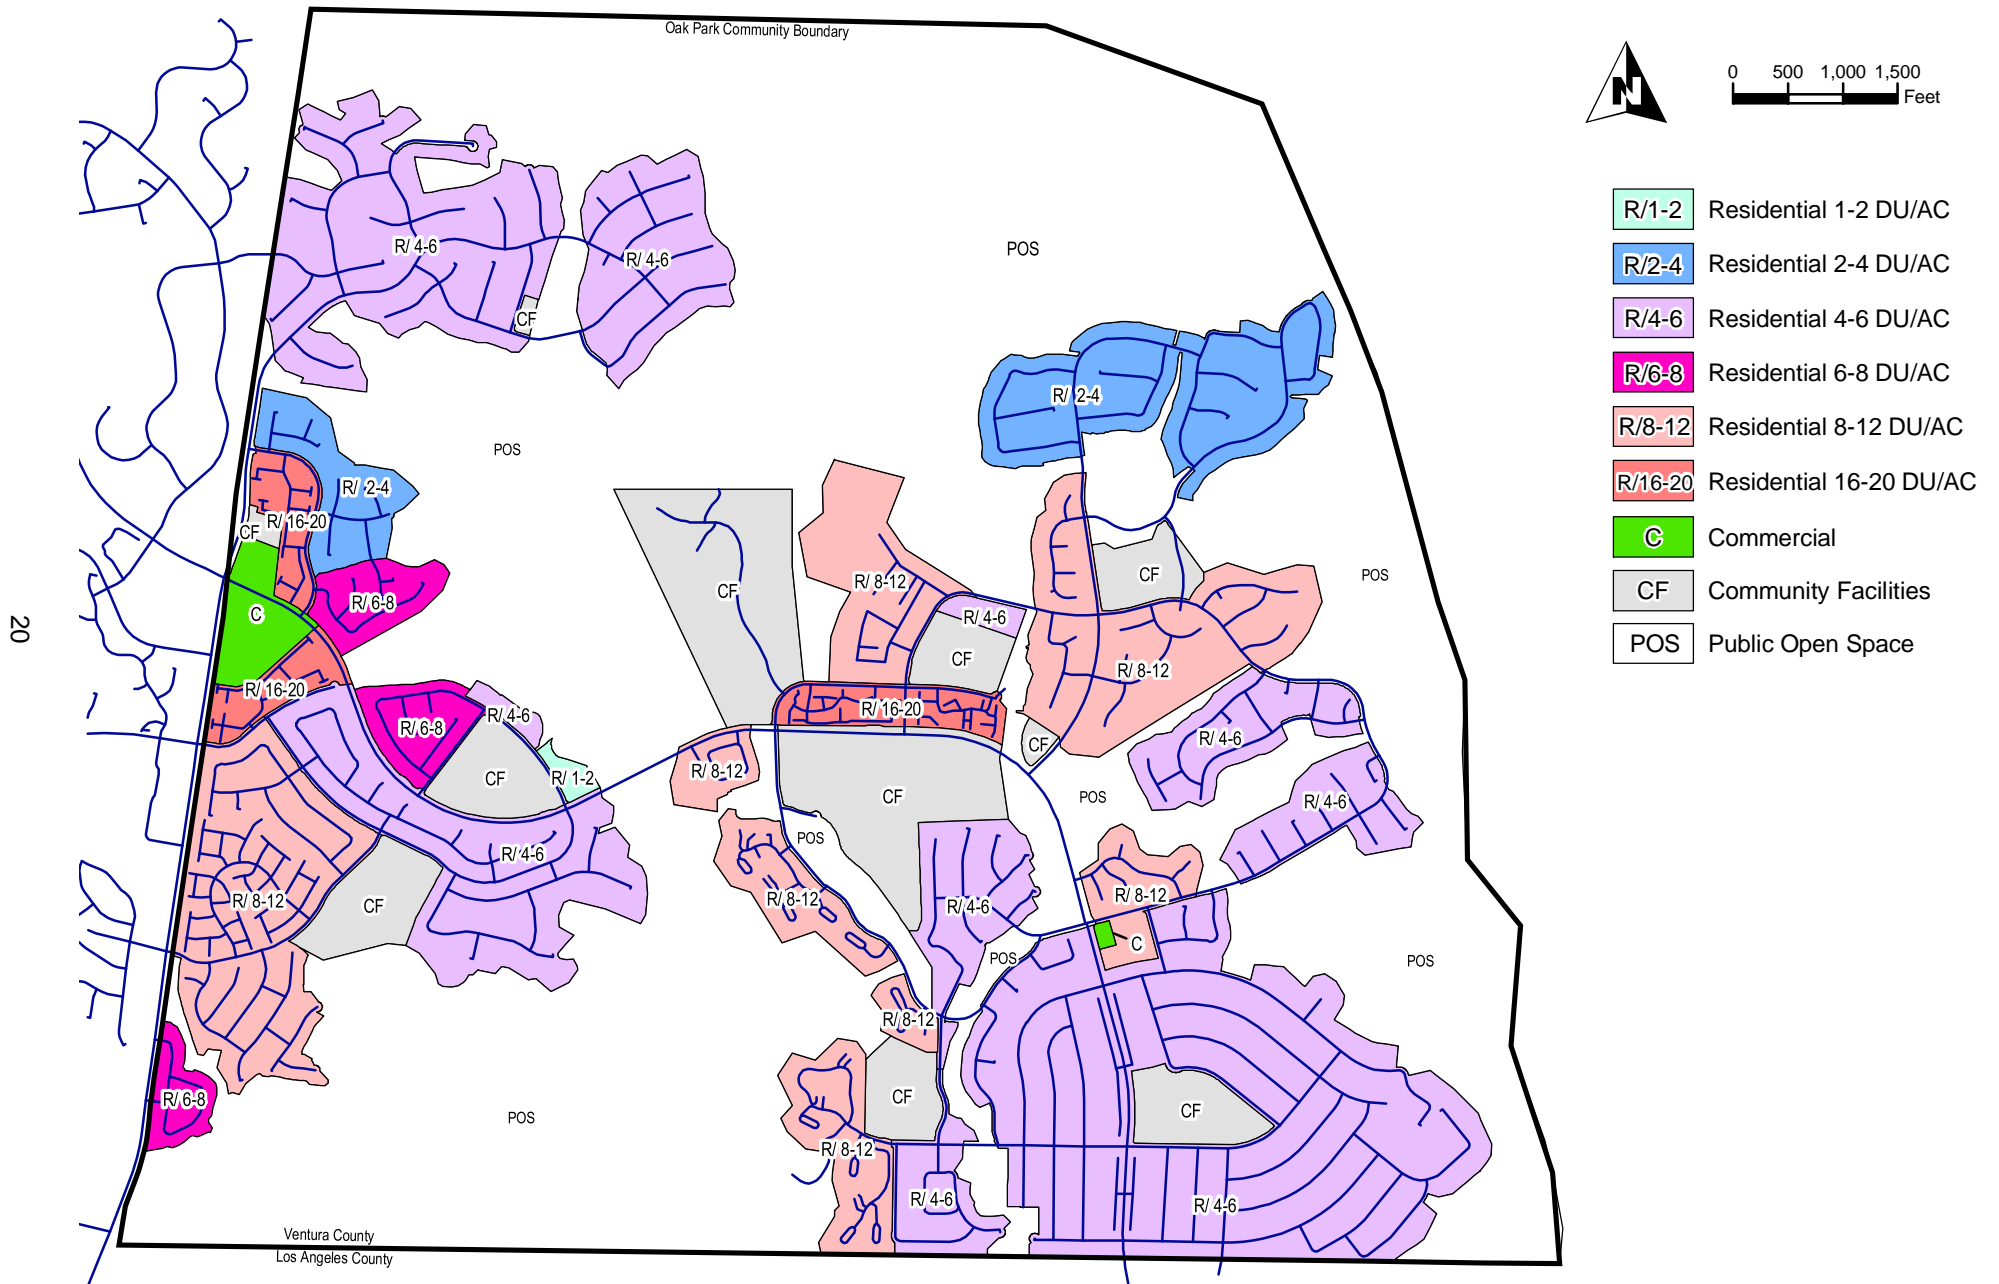 Oak Park Community Boundary
0 500 1,000 1,500
Feet
N
R/1-2 Residential 1-2 DU/AC
R/2-4 Residential 2-4 DU/AC
R/4-6 Residential 4-6 DU/AC
R/6-8 Residential 6-8 DU/AC
R/8-12 Residential 8-12 DU/AC
R/16-20 Residential 16-20 DU/AC
C Commercial
CF Community Facilities
POS Public Open Space
R/ 4-6
R/ 4-6
POS
CF
R/ 2-4
POS
R/ 2-4
R/ 16-20
CF
POS
R/ 8-12
CF
CF
R/ 6-8
C
R/ 4-6
20
CF
R/ 8-12
R/ 16-20
R/ 16-20
R/ 4-6
R/ 6-8
R/ 4-6
CF
R/ 8-12
CF
R/ 1-2
CF
POS
R/ 4-6
POS
R/ 4-6
R/ 8-12
R/ 8-12
R/ 8-12
CF
R/ 4-6
C
POS
POS
R/ 8-12
CF
R/ 6-8
CF
POS
R/ 8-12
R/ 4-6
R/ 4-6
Ventura County
Los Angeles County